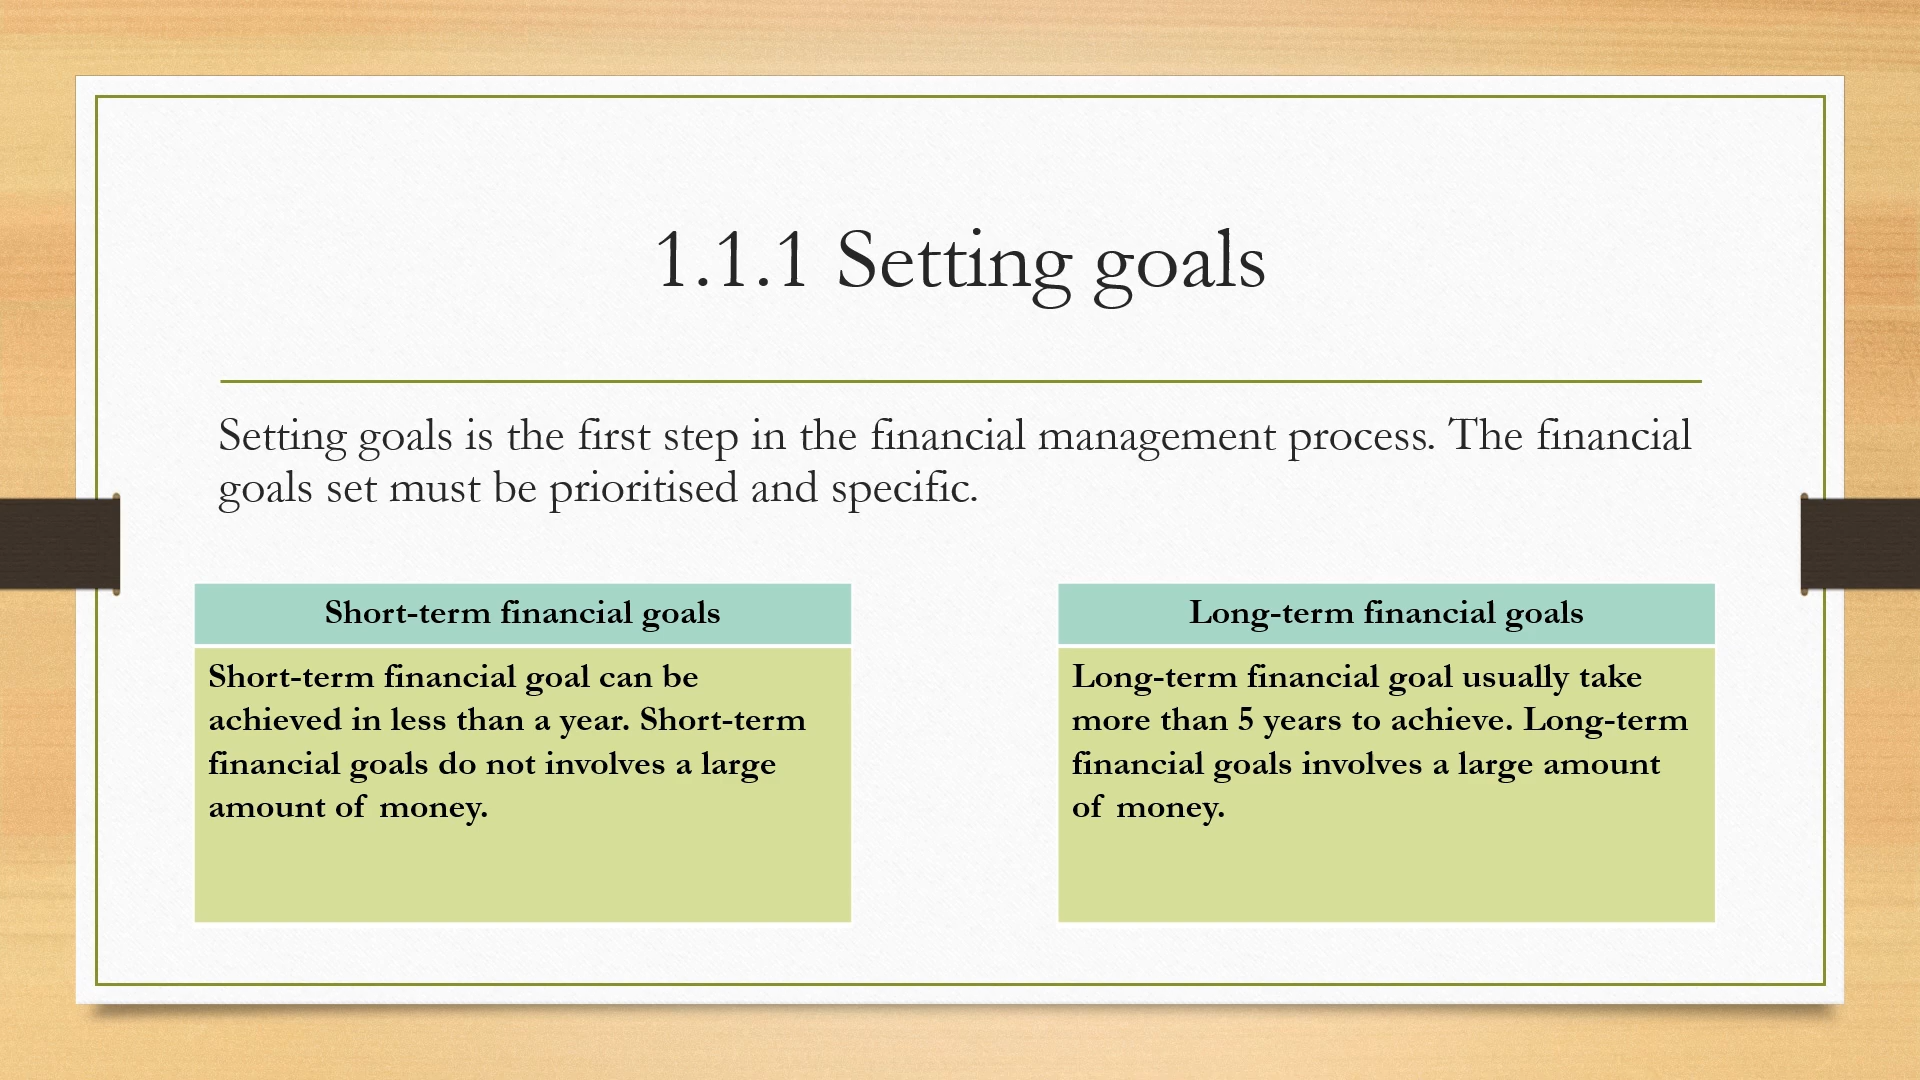 1.1.1 Setting goals
Setting goals is the first step in the financial management process. The financial
goals set must be prioritised and specific.
Short-term financial goals
Short-term financial goal can be
achieved in less than a year. Short-term
financial goals do not involves a large
amount of money.
Long-term financial goals
Long-term financial goal usually take
more than 5 years to achieve. Long-term
financial goals involves a large amount
of money.